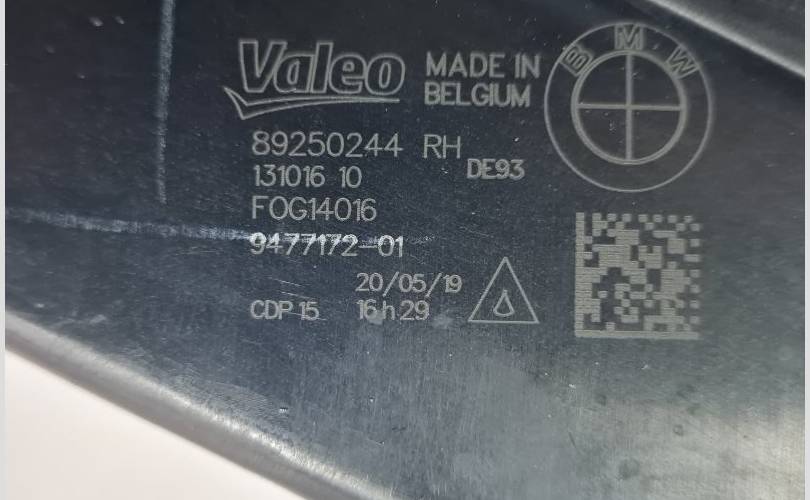 Valeo MADE IN BELGIUM
BMW
89250244 RH
DE93
131016 10
FOG14016
9477172-01
20/05/19
CDP 15 16 h 29